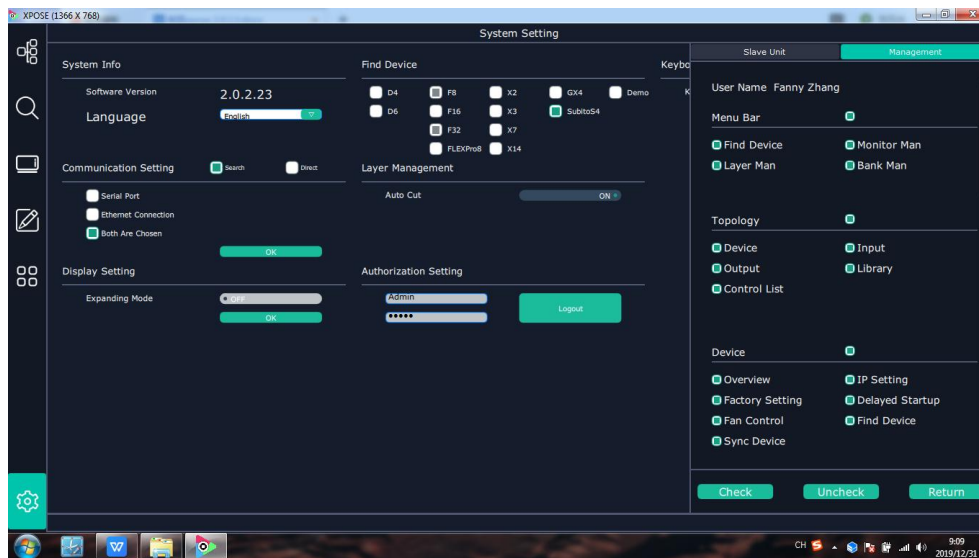 XPOSE (1366 X 768)
System Setting
System Info
Software Version 2.0.2.23
Language English
Communication Setting Search Direct
Serial Port
Ethernet Connection
Both Are Chosen
OK
Display Setting
Expanding Mode OFF
OK
Find Device
D4 F8 X2 GX4 Demo
D6 F16 X3 SubitoS4
F32 X7
FLEXPro8 X14
Layer Management
Auto Cut ON
Authorization Setting
Admin
Logout
Keybo
K
Slave Unit Management
User Name Fanny Zhang
Menu Bar
Find Device Monitor Man
Layer Man Bank Man
Topology
Device Input
Output Library
Control List
Device
Overview IP Setting
Factory Setting Delayed Startup
Fan Control Find Device
Sync Device
Check Uncheck Return
CH
9:09
2019/12/31